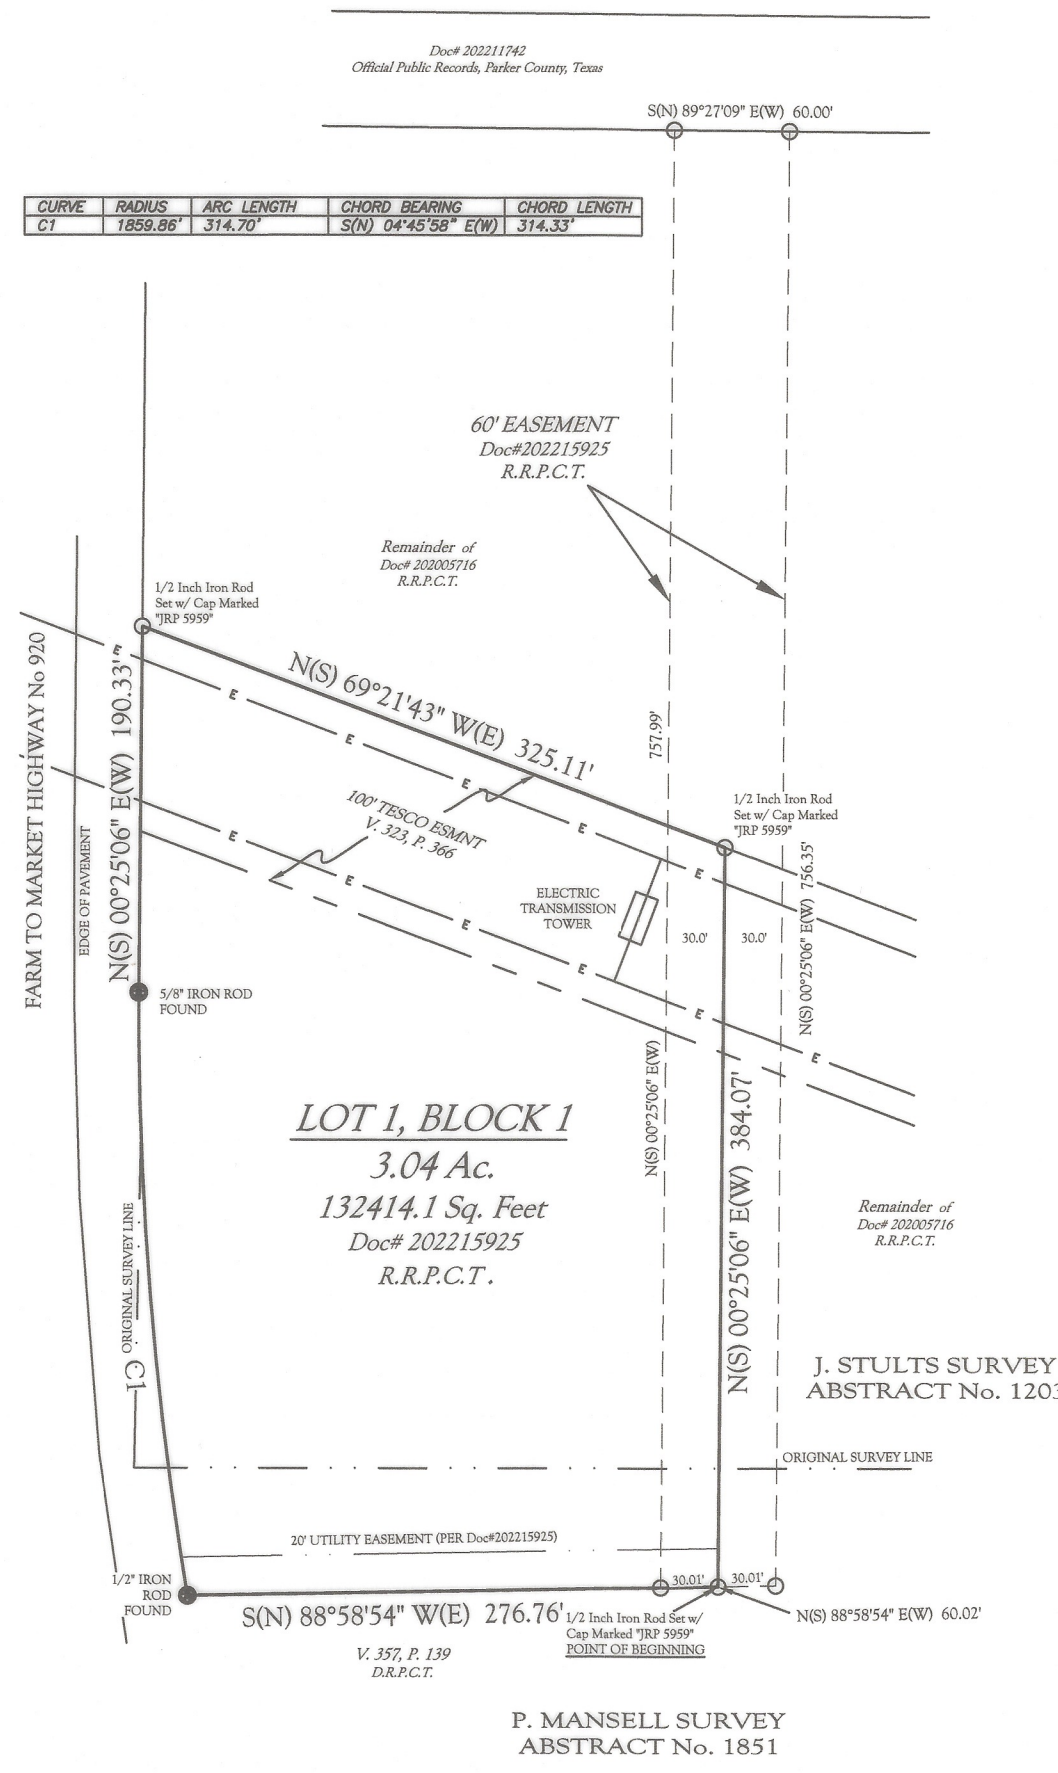 Doc# 202211742
Official Public Records, Parker County, Texas
S(N) 89°27'09" E(W) 60.00'
CURVE RADIUS ARC LENGTH CHORD BEARING CHORD LENGTH
C1 1859.86' 314.70' S(N) 04°45'58" E(W) 314.33'
60' EASEMENT
Doc#202215925
R.R.P.C.T.
Remainder of
Doc# 202005716
R.R.P.C.T.
1/2 Inch Iron Rod
Set w/ Cap Marked
"JRP 5959"
FARM TO MARKET HIGHWAY No 920
EDGE OF PAVEMENT
N(S) 00°25'06" E(W) 190.33'
E
E
E
E
E
E
N(S) 69°21'43" W(E) 325.11'
757.99'
100' TESCO ESMNT
V. 323, P. 366
1/2 Inch Iron Rod
Set w/ Cap Marked
"JRP 5959"
E
E
E
E
E
E
ELECTRIC
TRANSMISSION
TOWER
30.0'
30.0'
N(S) 00°25'06" E(W) 756.35'
5/8" IRON ROD
FOUND
N(S) 00°25'06" E(W)
N(S) 00°25'06" E(W) 384.07'
LOT 1, BLOCK 1
3.04 Ac.
132414.1 Sq. Feet
Doc# 202215925
R.R.P.C.T.
Remainder of
Doc# 202005716
R.R.P.C.T.
ORIGINAL SURVEY LINE
C1
J. STULTS SURVEY
ABSTRACT No. 1203
ORIGINAL SURVEY LINE
20' UTILITY EASEMENT (PER Doc#202215925)
1/2" IRON
ROD
FOUND
30.01'
30.01'
S(N) 88°58'54" W(E) 276.76'
1/2 Inch Iron Rod Set w/
Cap Marked "JRP 5959"
POINT OF BEGINNING
N(S) 88°58'54" E(W) 60.02'
V. 357, P. 139
D.R.P.C.T.
P. MANSELL SURVEY
ABSTRACT No. 1851